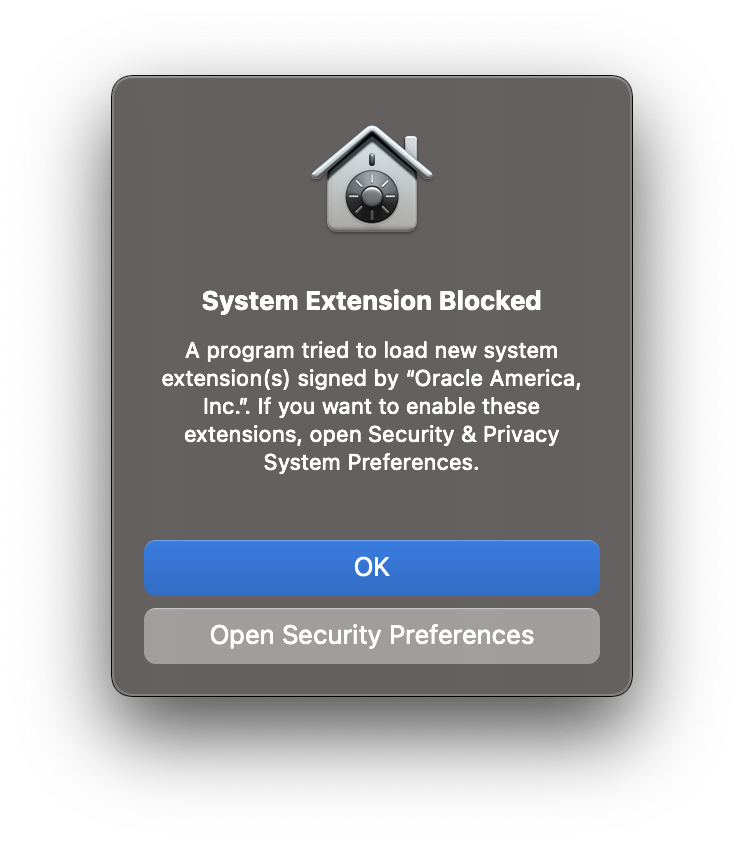 System Extension Blocked
A program tried to load new system
extension(s) signed by “Oracle America,
Inc.”. If you want to enable these
extensions, open Security & Privacy
System Preferences.
OK
Open Security Preferences